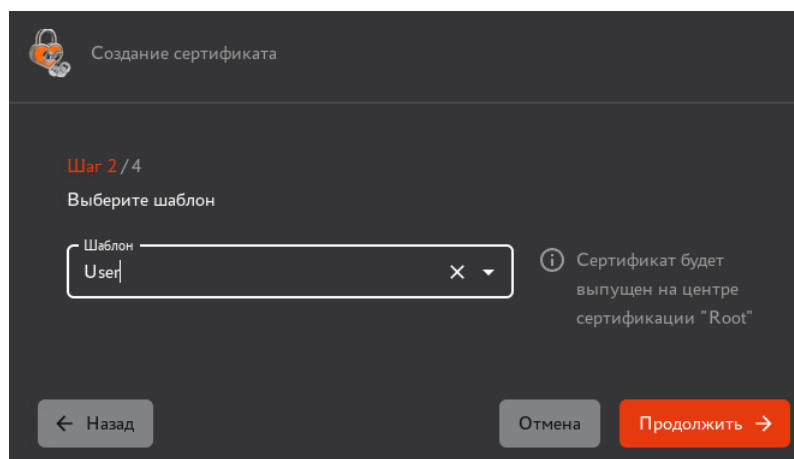 Создание сертификата
Шаг 2/4
Выберите шаблон
Шаблон
User
Сертификат будет
выпущен на центре
сертификации "Root"
Назад
Отмена
Продолжить